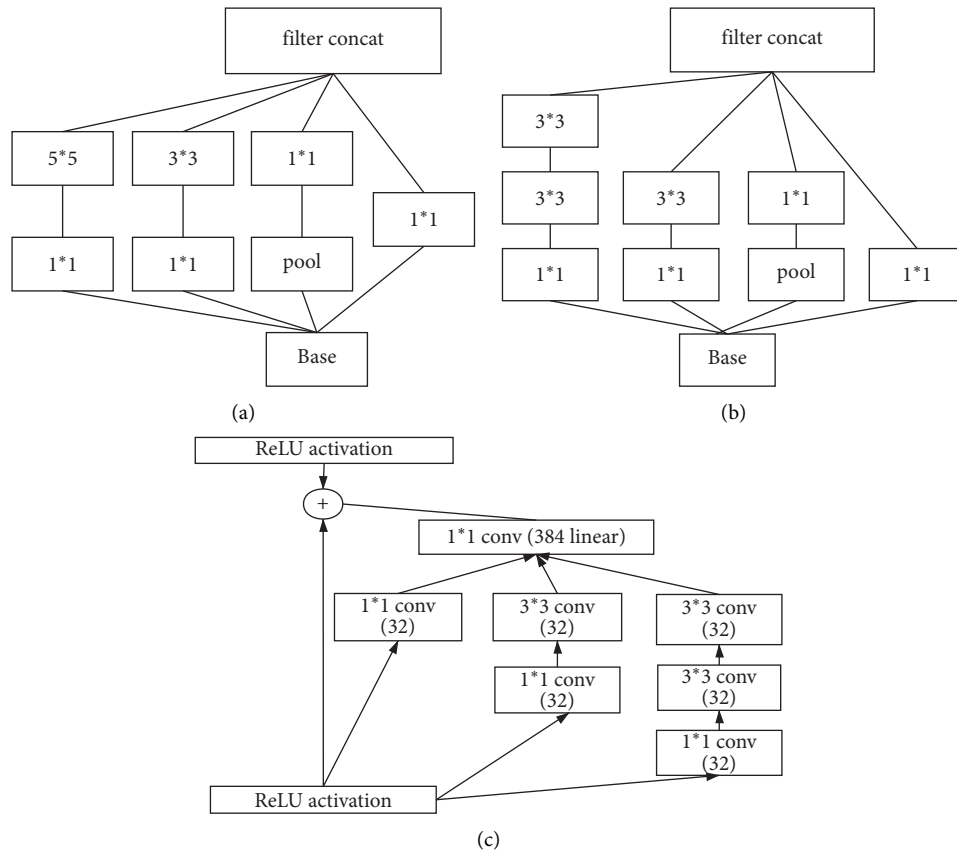 filter concat
5*5
3*3
1*1
1*1
1*1
1*1
pool
Base
(a)
filter concat
3*3
3*3
3*3
1*1
1*1
1*1
pool
1*1
Base
(b)
ReLU activation
+
1*1 conv (384 linear)
1*1 conv
(32)
3*3 conv
(32)
3*3 conv
(32)
1*1 conv
(32)
3*3 conv
(32)
1*1 conv
(32)
ReLU activation
(c)